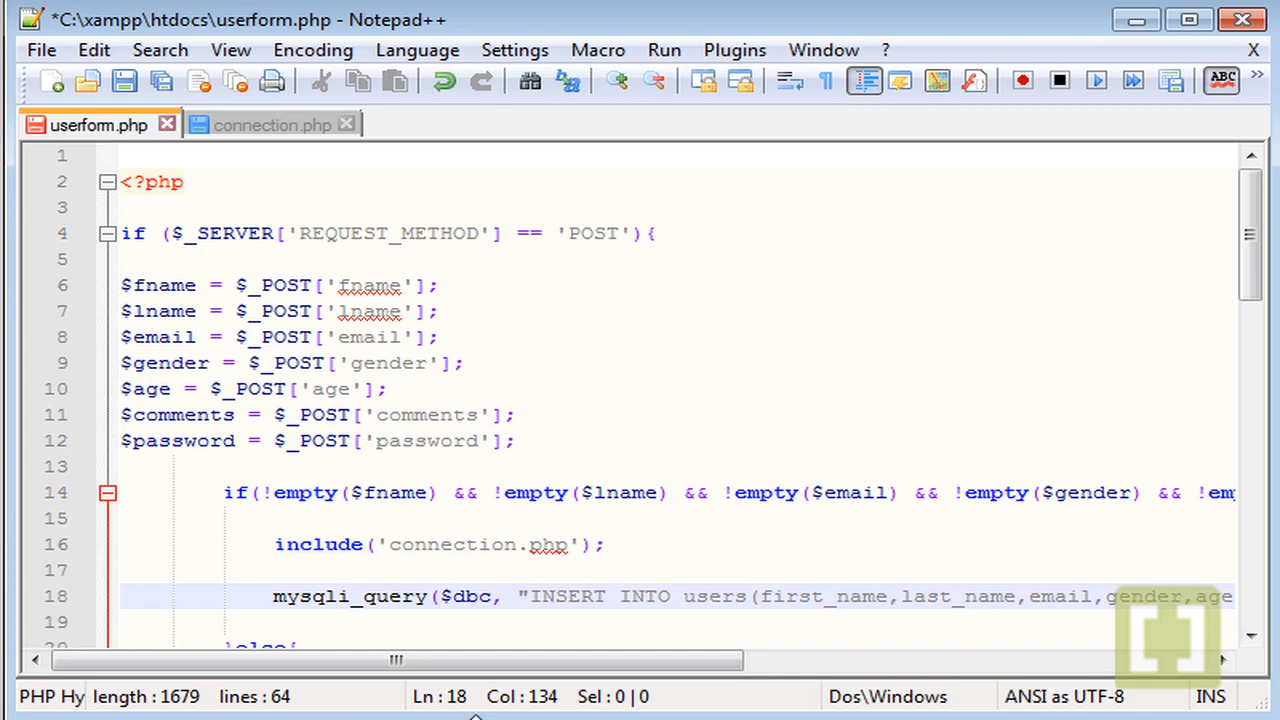 *C:\xampp\htdocs\userform.php - Notepad++
File Edit Search View Encoding Language Settings Macro Run Plugins Window ? X
ABC
userform.php connection.php
1
2 <?php
3
4 if ($_SERVER['REQUEST_METHOD'] == 'POST'){
5
6 $fname = $_POST['fname'];
7 $lname = $_POST['lname'];
8 $email = $_POST['email'];
9 $gender = $_POST['gender'];
10 $age = $_POST['age'];
11 $comments = $_POST['comments'];
12 $password = $_POST['password'];
13
14 if(!empty($fname) && !empty($lname) && !empty($email) && !empty($gender) && !em
15
16 include('connection.php');
17
18 mysqli_query($dbc, "INSERT INTO users(first_name,last_name,email,gender,age
19
20 }else{
PHP Hy length : 1679 lines : 64 Ln : 18 Col : 134 Sel : 0 | 0 Dos\Windows ANSI as UTF-8 INS